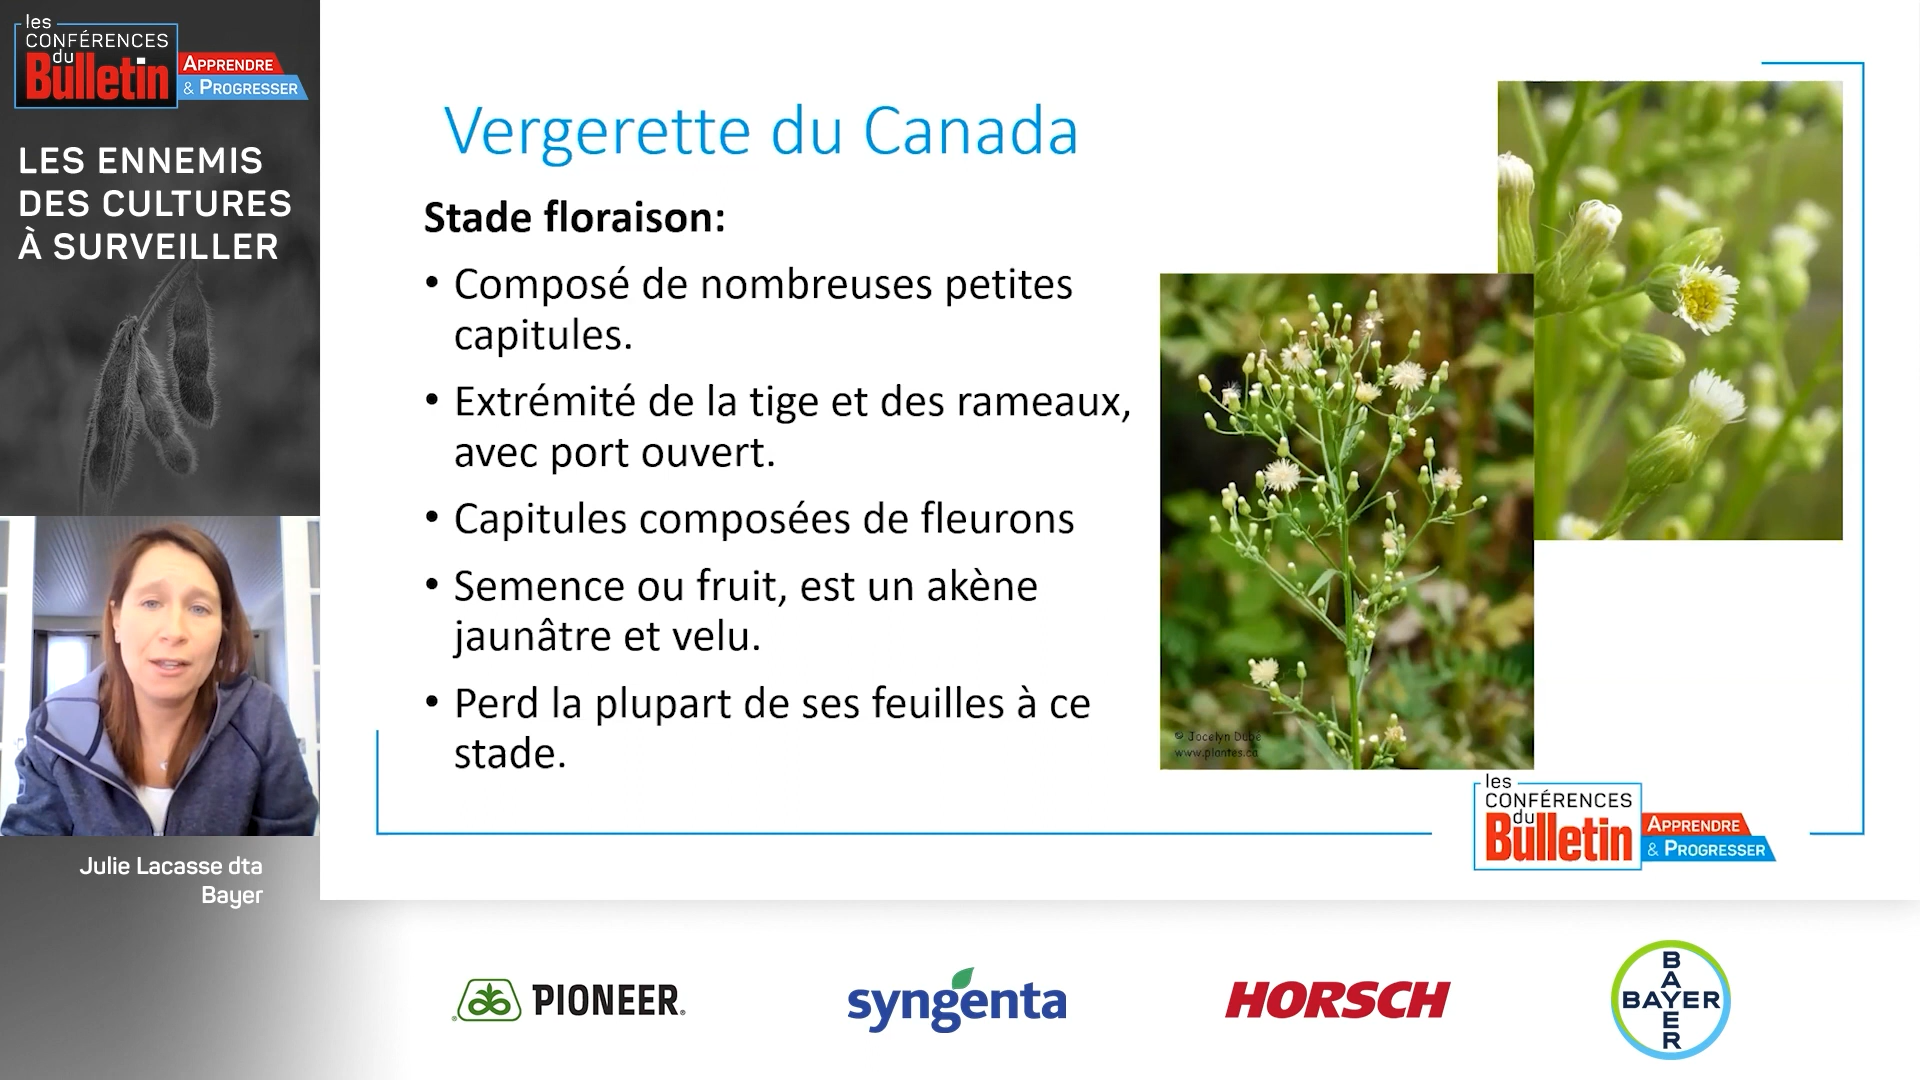 les
CONFÉRENCES
du
Bulletin
APPRENDRE
& PROGRESSER
LES ENNEMIS
DES CULTURES
À SURVEILLER
Julie Lacasse dta
Bayer
Vergerette du Canada
Stade floraison:
• Composé de nombreuses petites
capitules.
• Extrémité de la tige et des rameaux,
avec port ouvert.
• Capitules composées de fleurons
• Semence ou fruit, est un akène
jaunâtre et velu.
• Perd la plupart de ses feuilles à ce
stade.
© Jocelyn Dubé
www.plantes.ca
les
CONFÉRENCES
du
Bulletin
APPRENDRE
& PROGRESSER
PIONEER.
syngenta
HORSCH
BAYER
BAYER